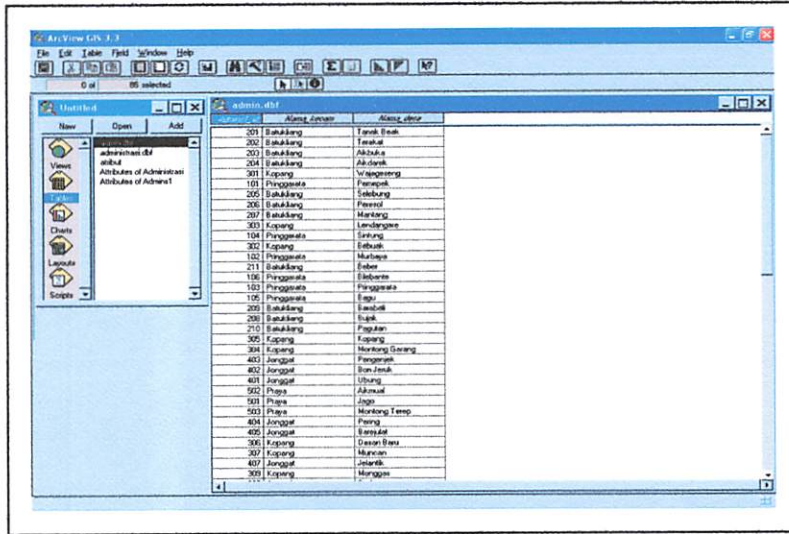 ArcView GIS 3.3
File Edit Table Field Window Help
0 of 86 selected
Untitled
New Open Add
Views
Tables
Charts
Layouts
Scripts
administrasi.dbf
atribut
Attributes of Administrasi
Attributes of Admins1
admin.dbf
Nama_desa
201 Batukliang Tanak Beak
202 Batukliang Tarakat
203 Batukliang Aikbuka
204 Batukliang Aikdarek
301 Kopang Wajageseng
101 Pringgarata Pemepek
205 Batukliang Selebung
206 Batukliang
207 Batukliang Mantang
303 Kopang Lendangare
104 Pringgarata Sintung
302 Kopang Bebuak
102 Pringgarata Murbaya
211 Batukliang Beber
106 Pringgarata Bilebante
103 Pringgarata Pringgarata
105 Pringgarata Bagu
209 Batukliang Barabali
208 Batukliang Bujak
210 Batukliang Pagutan
305 Kopang Kopang
304 Kopang Montong Gamang
403 Jonggat Pengenjek
402 Jonggat Bon Jeruk
401 Jonggat Ubung
502 Praya Aikmual
501 Praya Jago
503 Praya Montong Terep
404 Jonggat Pering
405 Jonggat Barejulat
306 Kopang Dasan Baru
307 Kopang Muncan
407 Jonggat Jelantik
309 Kopang Monggas